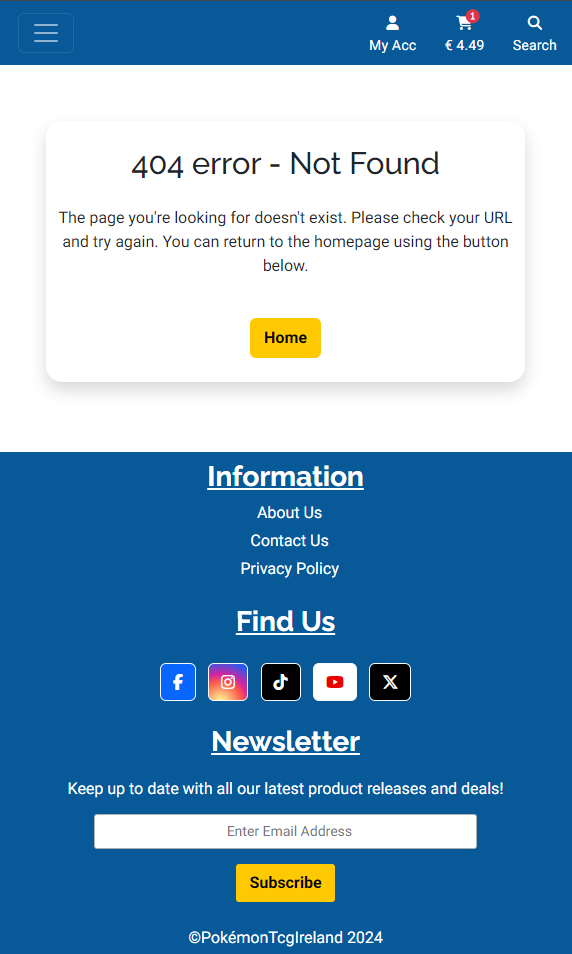 1
My Acc
€ 4.49
Search
404 error - Not Found
The page you're looking for doesn't exist. Please check your URL
and try again. You can return to the homepage using the button
below.
Home
Information
About Us
Contact Us
Privacy Policy
Find Us
Newsletter
Keep up to date with all our latest product releases and deals!
Enter Email Address
Subscribe
©PokémonTcgIreland 2024